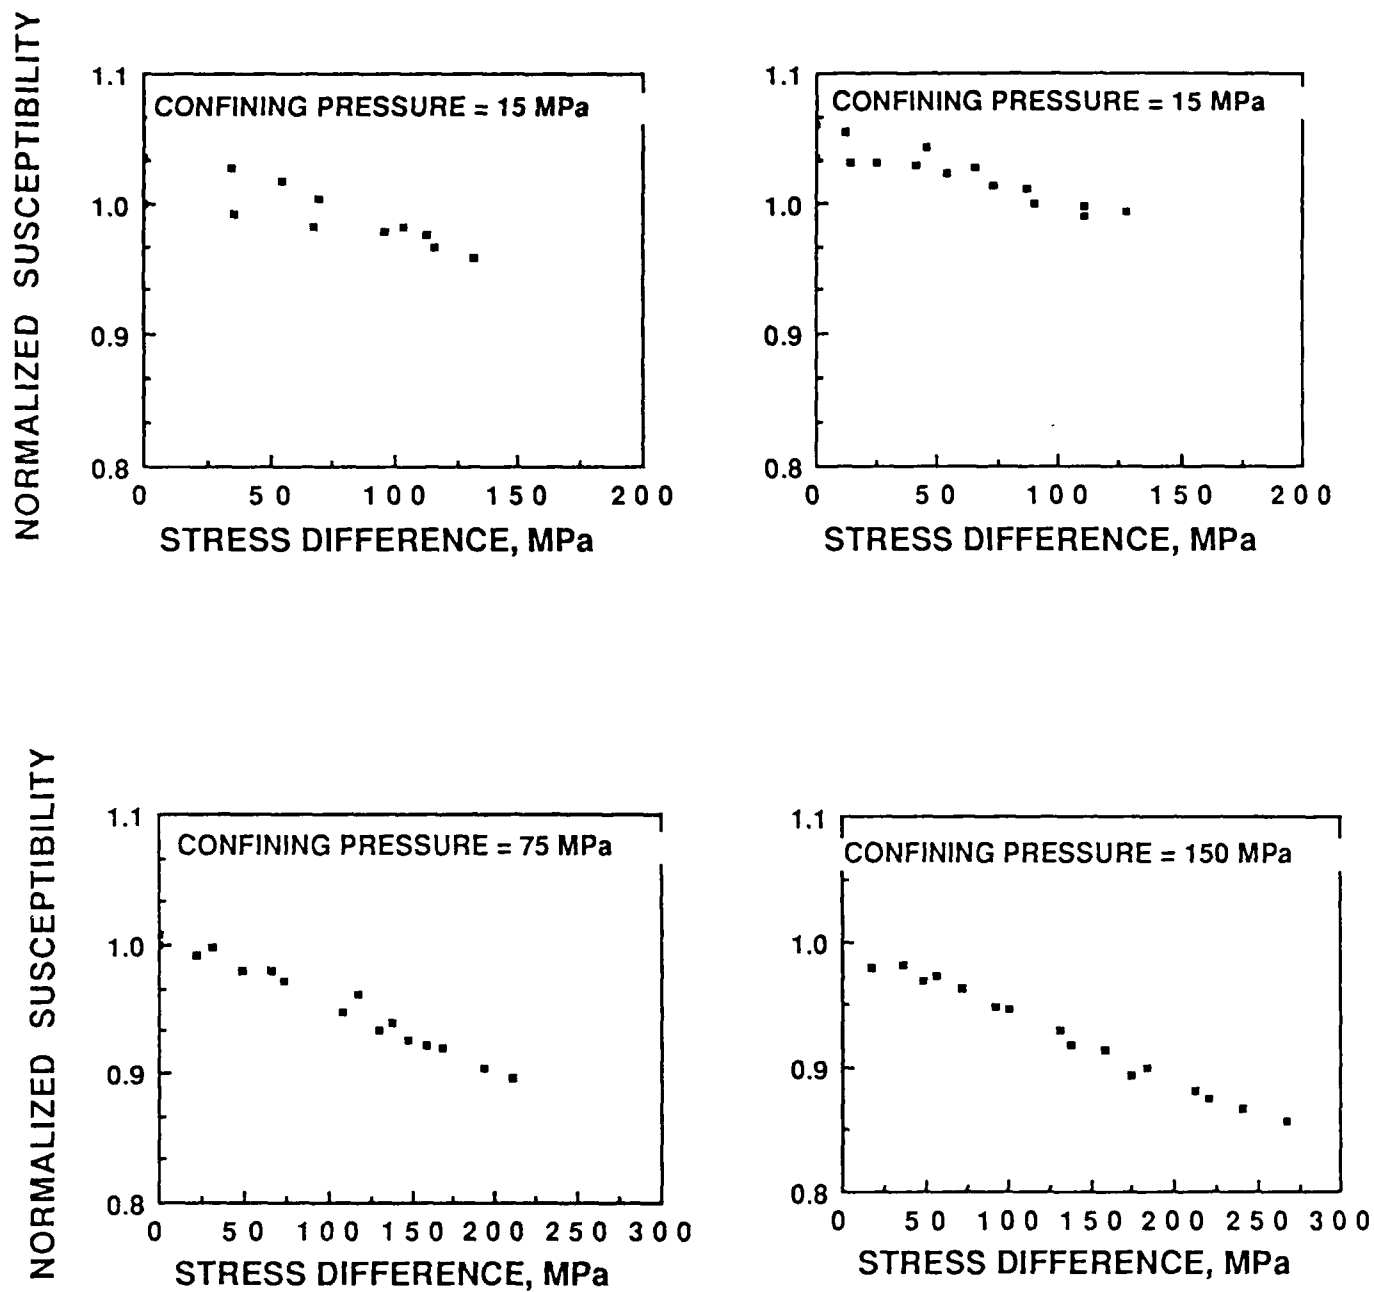 NORMALIZED SUSCEPTIBILITY
1.1
CONFINING PRESSURE = 15 MPa
1.0
0.9
0.8
0 50 100 150 200
STRESS DIFFERENCE, MPa
1.1
CONFINING PRESSURE = 15 MPa
1.0
0.9
0.8
0 50 100 150 200
STRESS DIFFERENCE, MPa
NORMALIZED SUSCEPTIBILITY
1.1
CONFINING PRESSURE = 75 MPa
1.0
0.9
0.8
0 50 100 150 200 250 300
STRESS DIFFERENCE, MPa
1.1
CONFINING PRESSURE = 150 MPa
1.0
0.9
0.8
0 50 100 150 200 250 300
STRESS DIFFERENCE, MPa